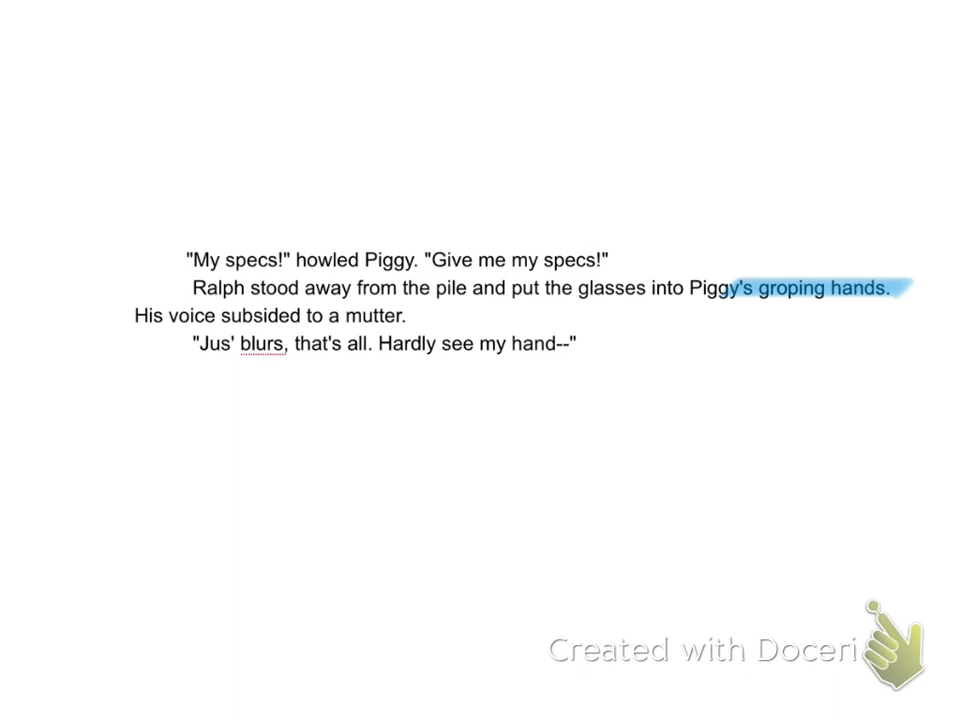 "My specs!" howled Piggy. "Give me my specs!"
Ralph stood away from the pile and put the glasses into Piggy's groping hands.
His voice subsided to a mutter.
"Jus' blurs, that's all. Hardly see my hand--"
Created with Doceri